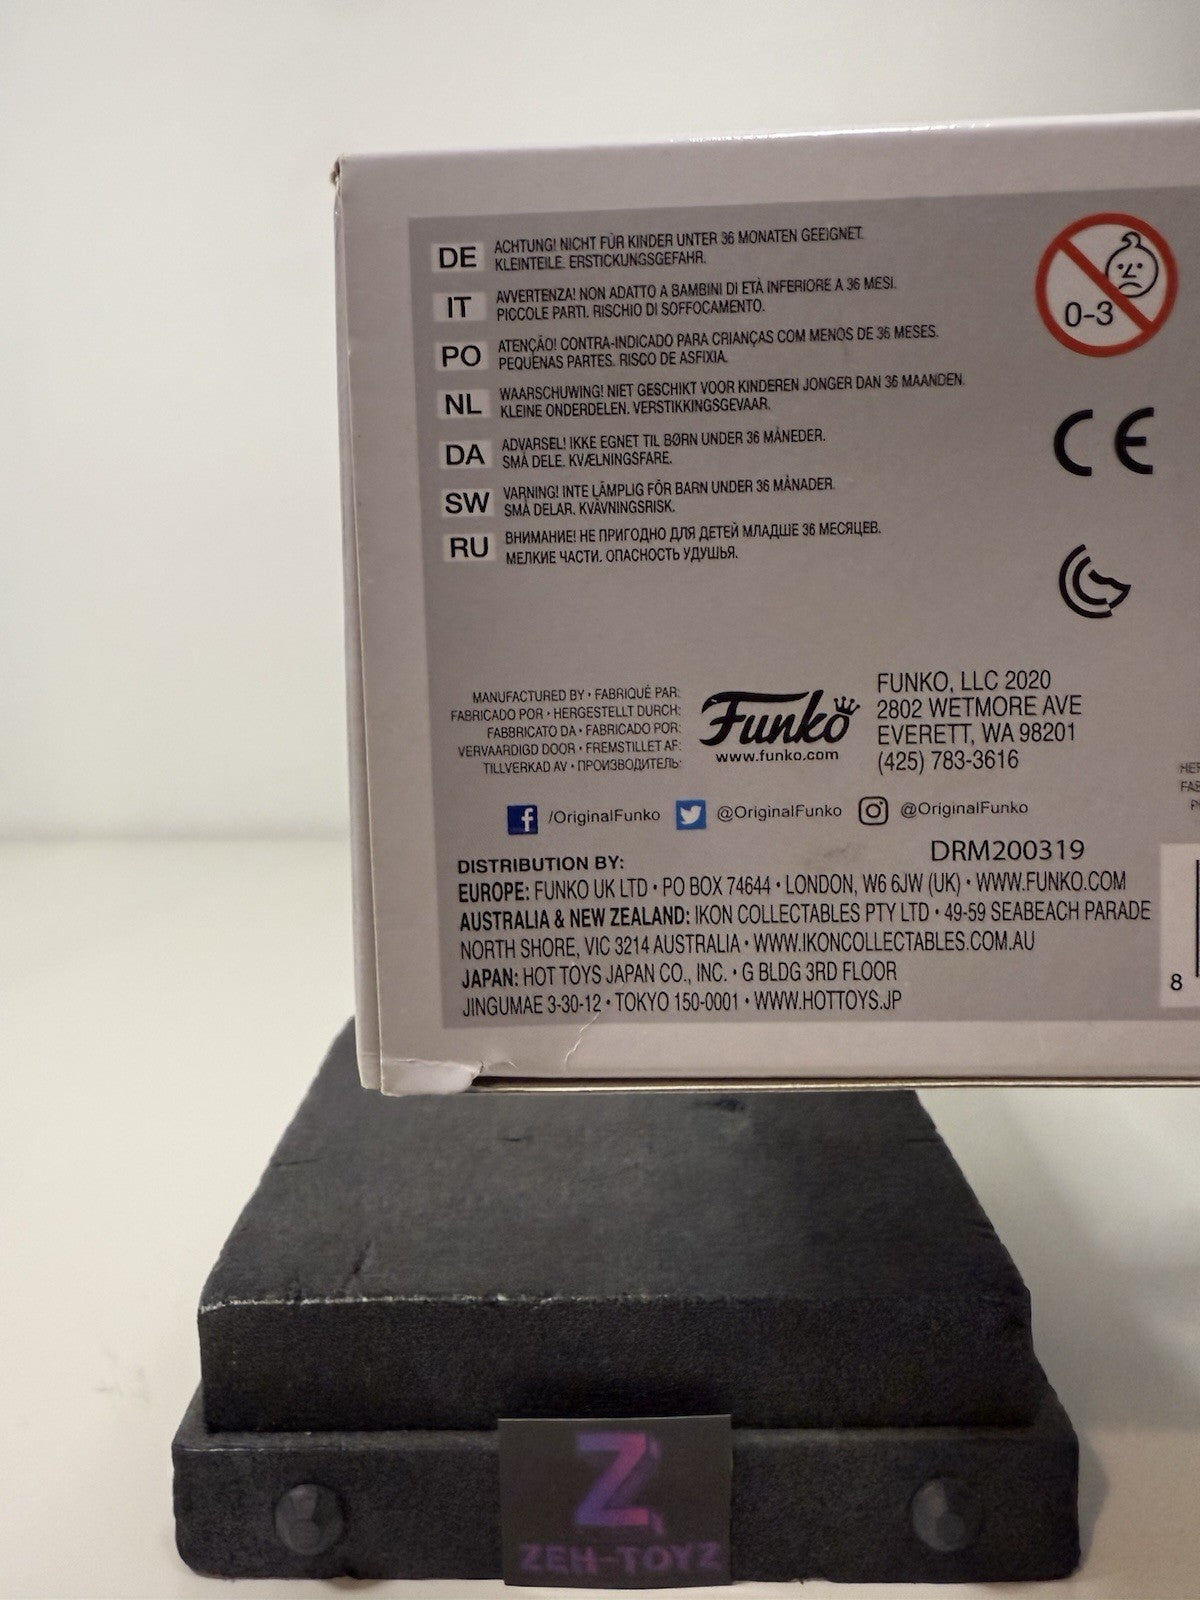 DE ACHTUNG! NICHT FÜR KINDER UNTER 36 MONATEN GEEIGNET.
KLEINTEILE. ERSTICKUNGSGEFAHR.
IT AVVERTENZA! NON ADATTO A BAMBINI DI ETÀ INFERIORE A 36 MESI.
PICCOLE PARTI. RISCHIO DI SOFFOCAMENTO.
PO ATENÇÃO! CONTRA-INDICADO PARA CRIANÇAS COM MENOS DE 36 MESES.
PEQUENAS PARTES. RISCO DE ASFIXIA.
NL WAARSCHUWING! NIET GESCHIKT VOOR KINDEREN JONGER DAN 36 MAANDEN.
KLEINE ONDERDELEN. VERSTIKKINGSGEVAAR.
DA ADVARSEL! IKKE EGNET TIL BØRN UNDER 36 MÅNEDER.
SMÅ DELE. KVÆLNINGSFARE.
SW VARNING! INTE LÄMPLIG FÖR BARN UNDER 36 MÅNADER.
SMÅ DELAR. KVÄVNINGSRISK.
RU ВНИМАНИЕ! НЕ ПРИГОДНО ДЛЯ ДЕТЕЙ МЛАДШЕ 36 МЕСЯЦЕВ.
МЕЛКИЕ ЧАСТИ. ОПАСНОСТЬ УДУШЬЯ.
0-3
CE
MANUFACTURED BY • FABRIQUÉ PAR:
FABRICADO POR • HERGESTELLT DURCH:
FABBRICATO DA • FABRICADO POR:
VERVAARDIGD DOOR • FREMSTILLET AF:
TILLVERKAD AV • ПРОИЗВОДИТЕЛЬ:
Funko
www.funko.com
FUNKO, LLC 2020
2802 WETMORE AVE
EVERETT, WA 98201
(425) 783-3616
/OriginalFunko @OriginalFunko @OriginalFunko
DRM200319
DISTRIBUTION BY:
EUROPE: FUNKO UK LTD • PO BOX 74644 • LONDON, W6 6JW (UK) • WWW.FUNKO.COM
AUSTRALIA & NEW ZEALAND: IKON COLLECTABLES PTY LTD • 49-59 SEABEACH PARADE
NORTH SHORE, VIC 3214 AUSTRALIA • WWW.IKONCOLLECTABLES.COM.AU
JAPAN: HOT TOYS JAPAN CO., INC. • G BLDG 3RD FLOOR
JINGUMAE 3-30-12 • TOKYO 150-0001 • WWW.HOTTOYS.JP
8
Z
ZEH-TOYZ